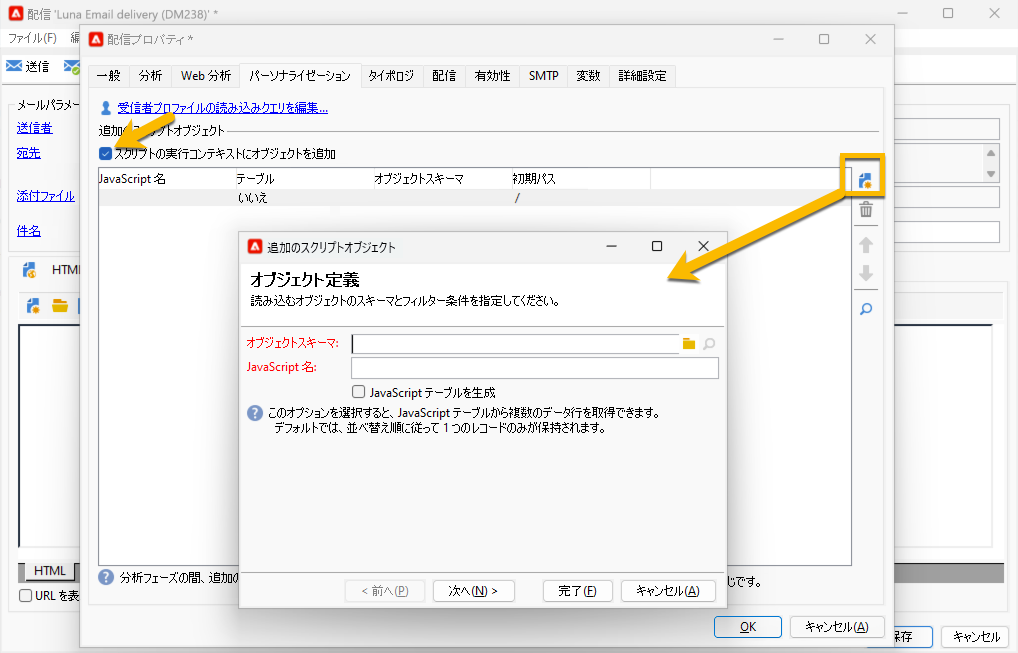 配信 'Luna Email delivery (DM238)' *
ファイル(F) 編
送信
メールパラメー
送信者
宛先
添付ファイル
件名
HTM
HTML
URL を表
配信プロパティ *
一般 分析 Web 分析 パーソナライゼーション タイポロジ 配信 有効性 SMTP 変数 詳細設定
受信者プロファイルの読み込みクエリを編集...
追加の クリプトオブジェクト
スクリプトの実行コンテキストにオブジェクトを追加
JavaScript 名 テーブル オブジェクトスキーマ 初期パス
いいえ /
追加のスクリプトオブジェクト
オブジェクト定義
読み込むオブジェクトのスキーマとフィルター条件を指定してください。
オブジェクトスキーマ:
JavaScript 名:
JavaScript テーブルを生成
このオプションを選択すると、JavaScript テーブルから複数のデータ行を取得できます。
デフォルトでは、並べ替え順に従って 1 つのレコードのみが保持されます。
< 前へ(P) 次へ(N) > 完了(F) キャンセル(A)
分析フェーズの間、追加の じです。
OK キャンセル(A)
保存 キャンセル